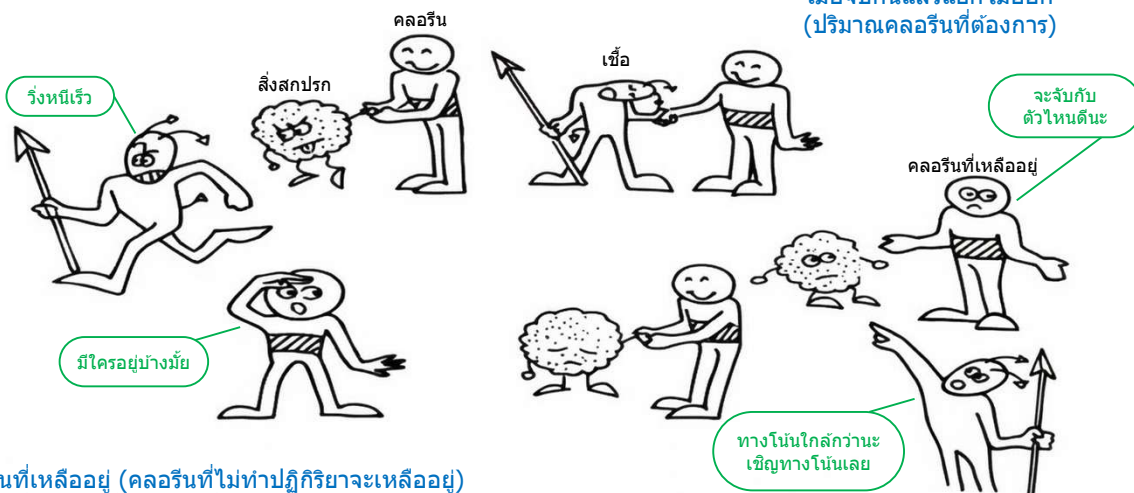 (ปริมาณคลอรีนที่ต้องการ)
คลอรีน
เชื้อ
สิ่งสกปรก
วิ่งหนีเร็ว
จะจับกับ
ตัวไหนดีนะ
คลอรีนที่เหลืออยู่
มีใครอยู่บ้างมั้ย
ทางโน้นใกล้กว่านะ
เชิญทางโน้นเลย
นที่เหลืออยู่ (คลอรีนที่ไม่ทำปฏิกิริยาจะเหลืออยู่)